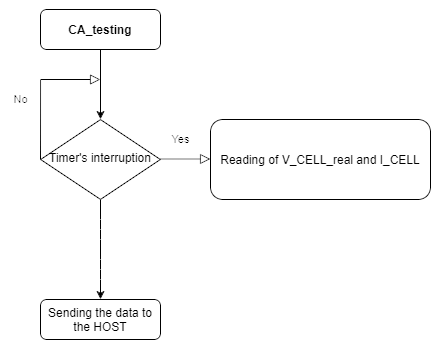 CA_testing
No
Yes
Timer's interruption
Reading of V_CELL_real and I_CELL
Sending the data to
the HOST